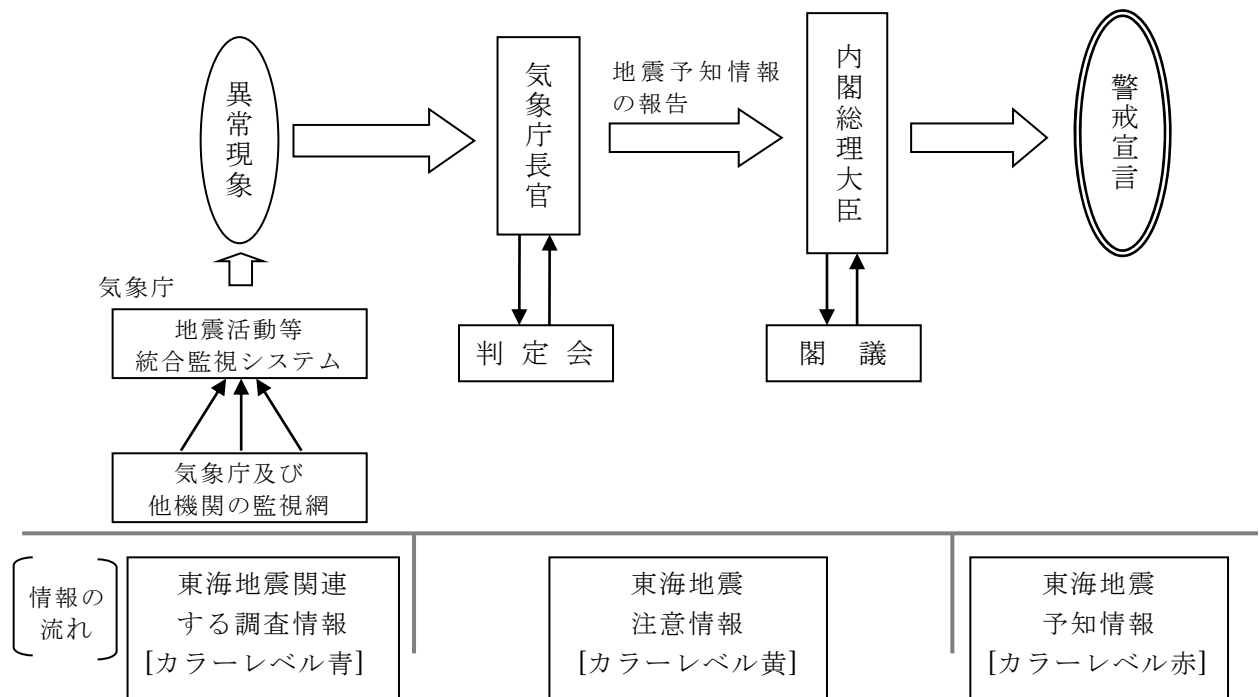 異常現象
気象庁長官
地震予知情報
の報告
内閣総理大臣
警戒宣言
気象庁
地震活動等
統合監視システム
判定会
閣議
気象庁及び
他機関の監視網
情報の
流れ
東海地震関連
する調査情報
[カラーレベル青]
東海地震
注意情報
[カラーレベル黄]
東海地震
予知情報
[カラーレベル赤]